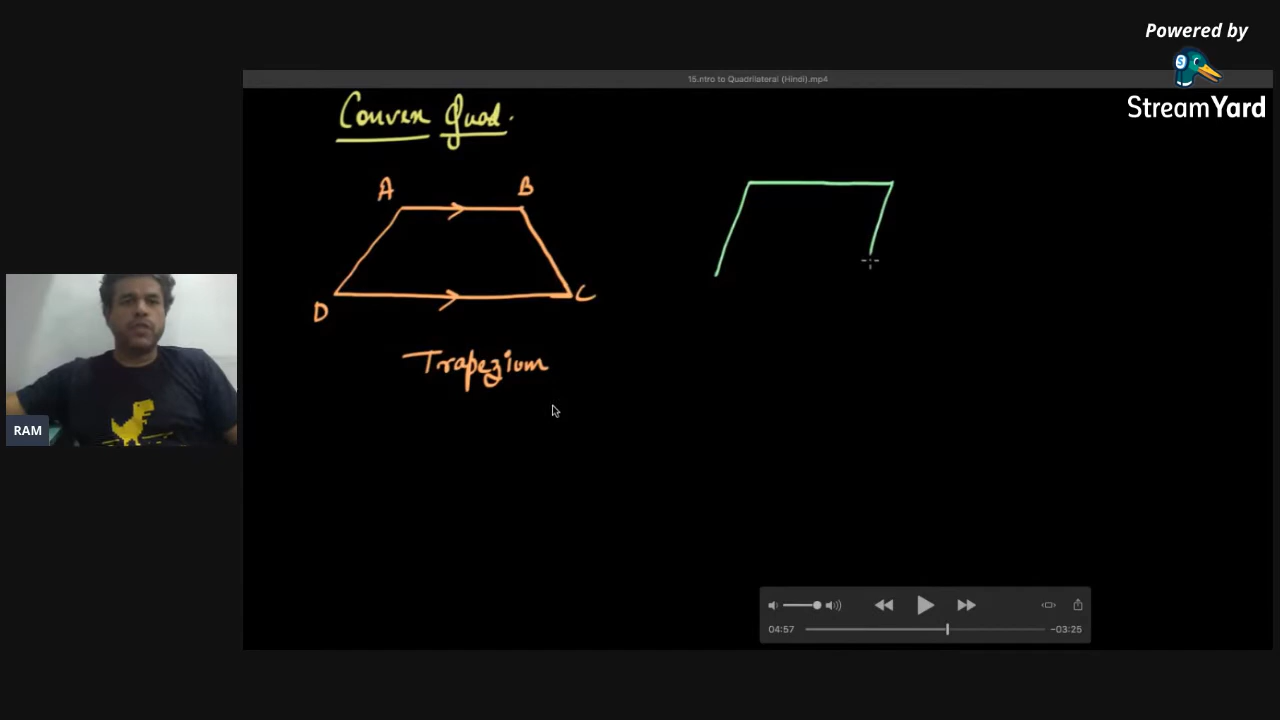 Powered by
StreamYard
15.ntro to Quadrilateral (Hindi).mp4
Convex Quad.
A B
D C
Trapezium
RAM
04:57 -03:25